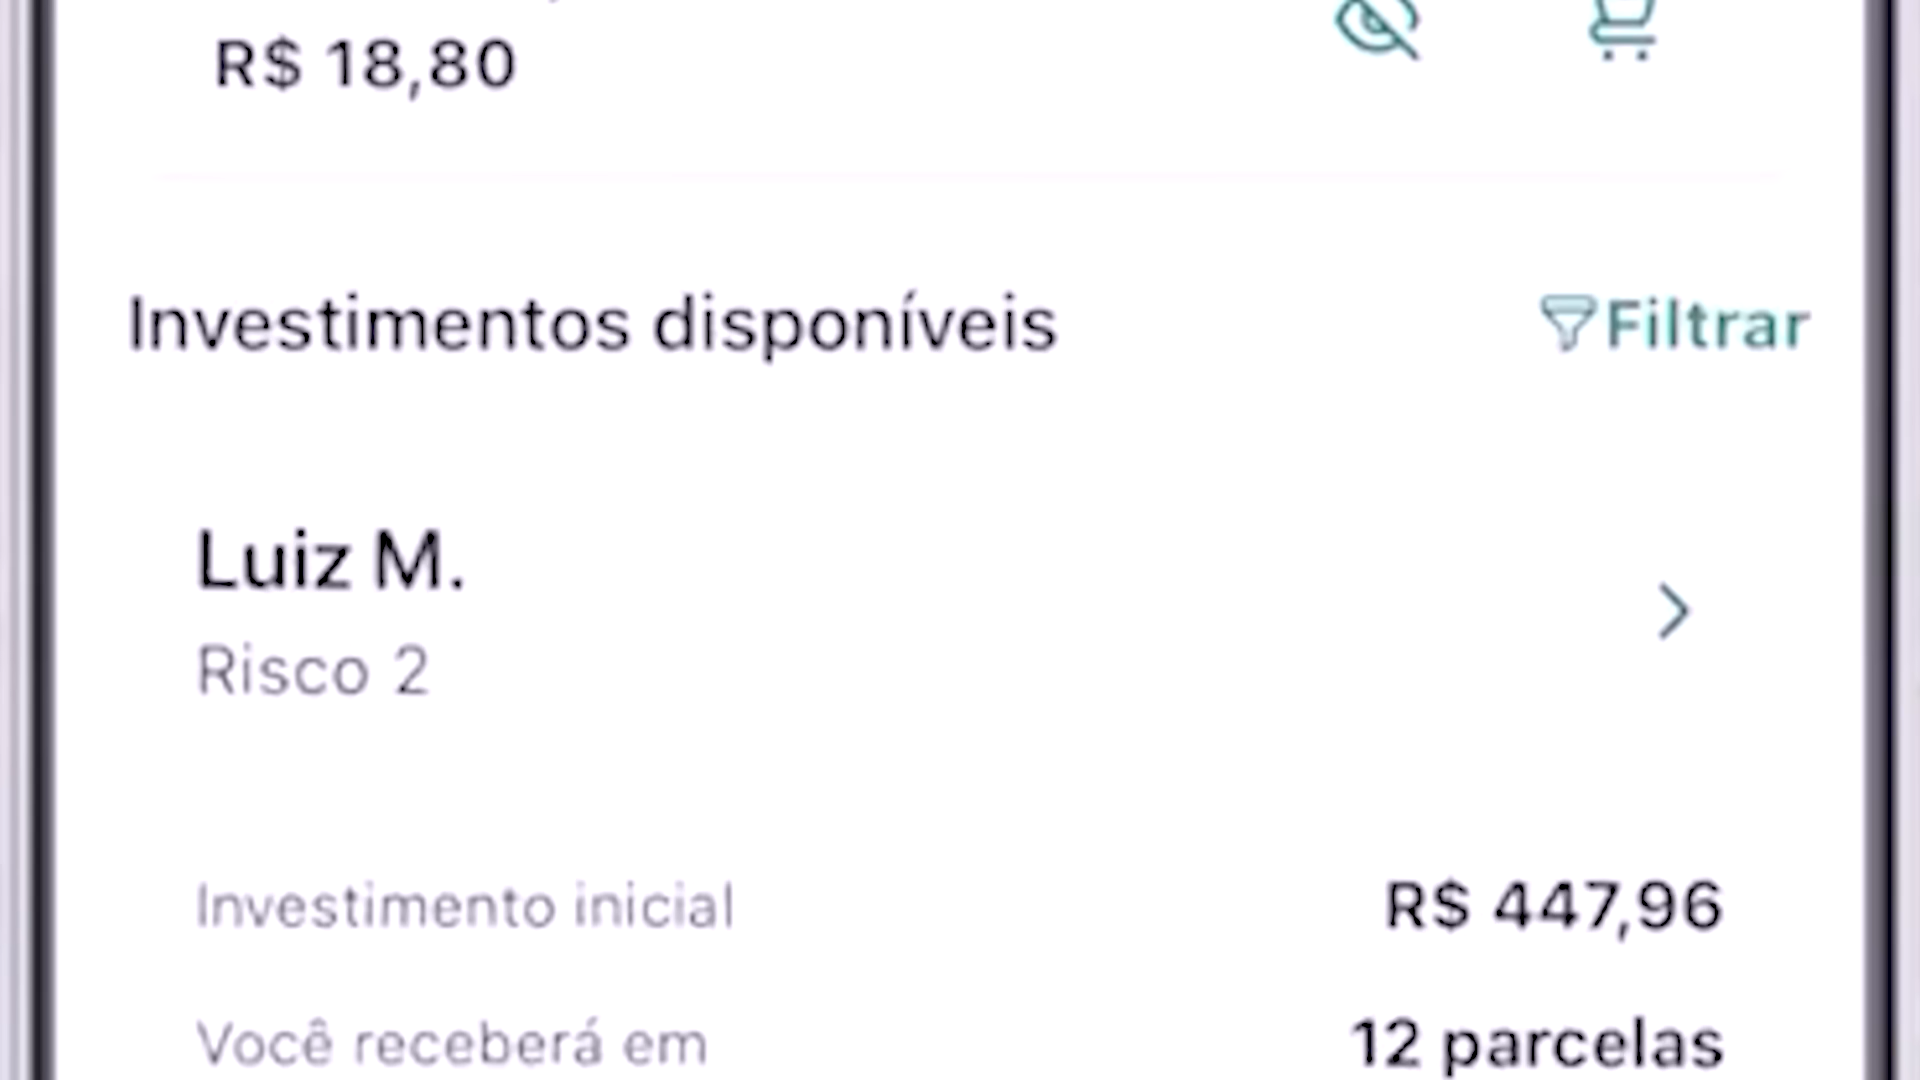 R$ 18,80
Investimentos disponíveis
Filtrar
Luiz M.
Risco 2
Investimento inicial
R$ 447,96
Você receberá em
12 parcelas